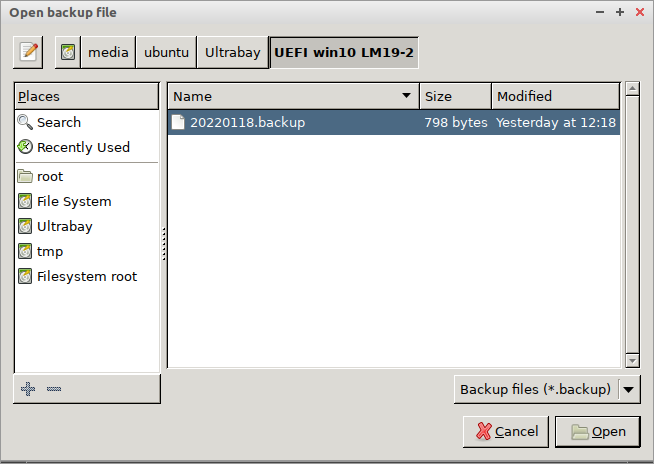 Open backup file
media ubuntu Ultrabay UEFI win10 LM19-2
Places
Search
Recently Used
root
File System
Ultrabay
tmp
Filesystem root
Name Size Modified
20220118.backup 798 bytes Yesterday at 12:18
Backup files (*.backup)
Cancel Open